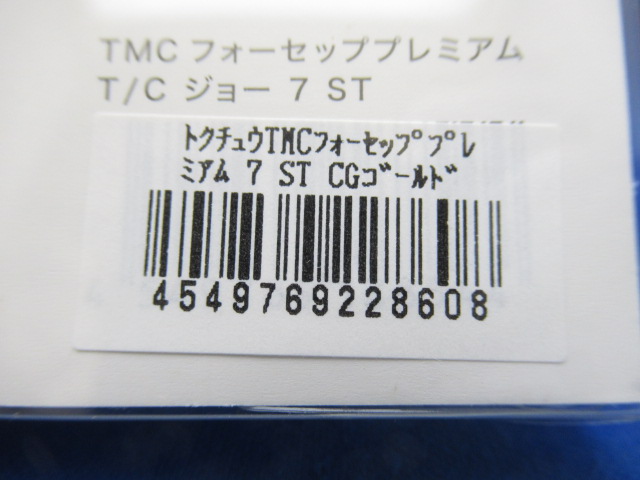 TMC フォーセッププレミアム
T/C ジョー 7 ST
ﾄｸﾁｭｳTMCﾌｫｰｾｯﾌﾟﾌﾟﾚ
ﾐｱﾑ 7 ST CGｺﾞｰﾙﾄﾞ
4549769228608